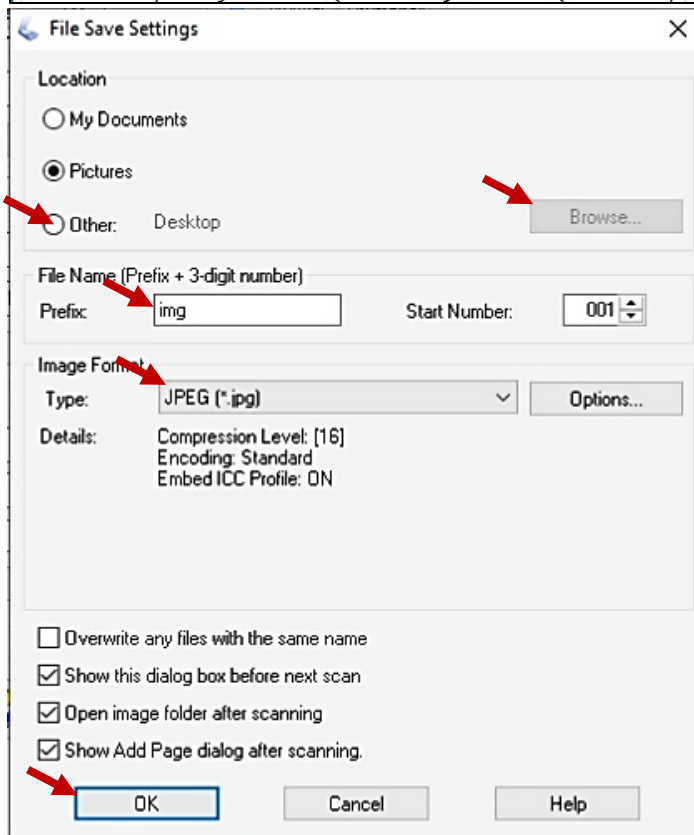 File Save Settings
Location
My Documents
Pictures
Other: Desktop Browse...
File Name (Prefix + 3-digit number)
Prefix: img Start Number: 001
Image Format
Type: JPEG (*.jpg) Options...
Details: Compression Level: [16]
Encoding: Standard
Embed ICC Profile: ON
Overwrite any files with the same name
Show this dialog box before next scan
Open image folder after scanning
Show Add Page dialog after scanning.
OK Cancel Help